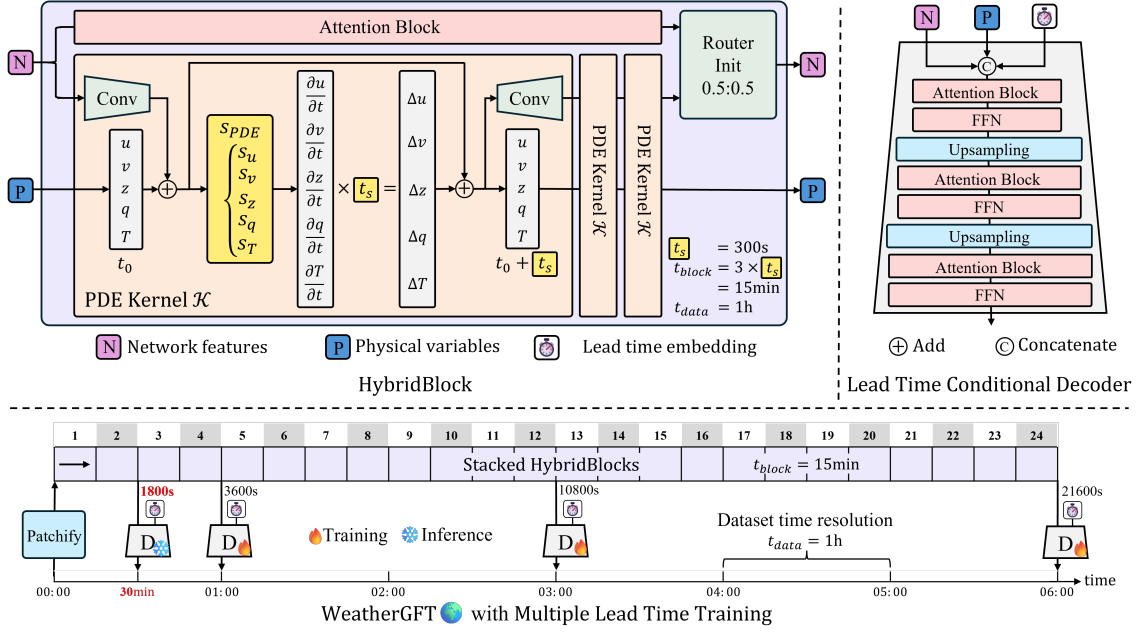 Attention Block
Router
Init
0.5:0.5
N
N
Conv
Conv
u
v
z
q
T
t₀
S_PDE
S_u
S_v
S_z
S_q
S_T
∂u/∂t
∂v/∂t
∂z/∂t
∂q/∂t
∂T/∂t
× t_s =
Δu
Δv
Δz
Δq
ΔT
u
v
z
q
T
t₀ + t_s
PDE Kernel 𝒦
PDE Kernel 𝒦
PDE Kernel 𝒦
P
P
t_s = 300s
t_block = 3 × t_s
= 15min
t_data = 1h
N Network features
P Physical variables
Lead time embedding
HybridBlock
N
P
C
Attention Block
FFN
Upsampling
Attention Block
FFN
Upsampling
Attention Block
FFN
+ Add
C Concatenate
Lead Time Conditional Decoder
1 2 3 4 5 6 7 8 9 10 11 12 13 14 15 16 17 18 19 20 21 22 23 24
Stacked HybridBlocks
t_block = 15min
Patchify
1800s
3600s
10800s
21600s
D
D
D
D
Training
Inference
Dataset time resolution
t_data = 1h
time
00:00 30min 01:00 02:00 03:00 04:00 05:00 06:00
WeatherGFT with Multiple Lead Time Training